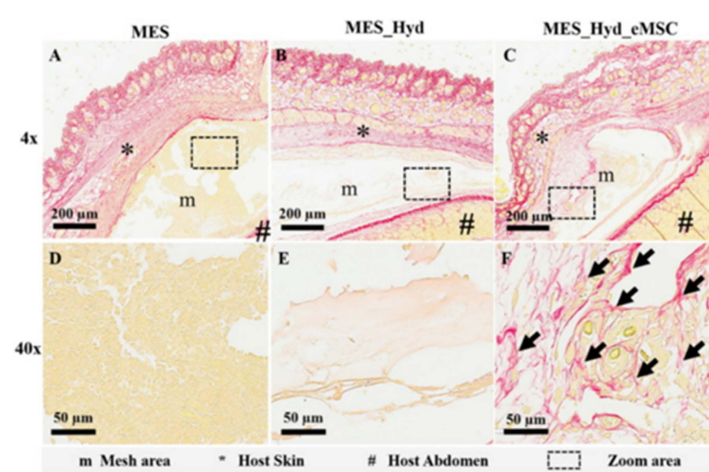 MES MES_Hyd MES_Hyd_eMSC
4x
A B C
* * *
m m m
# # #
200 µm 200 µm 200 µm
40x
D E F
50 µm 50 µm 50 µm
m Mesh area * Host Skin # Host Abdomen Zoom area